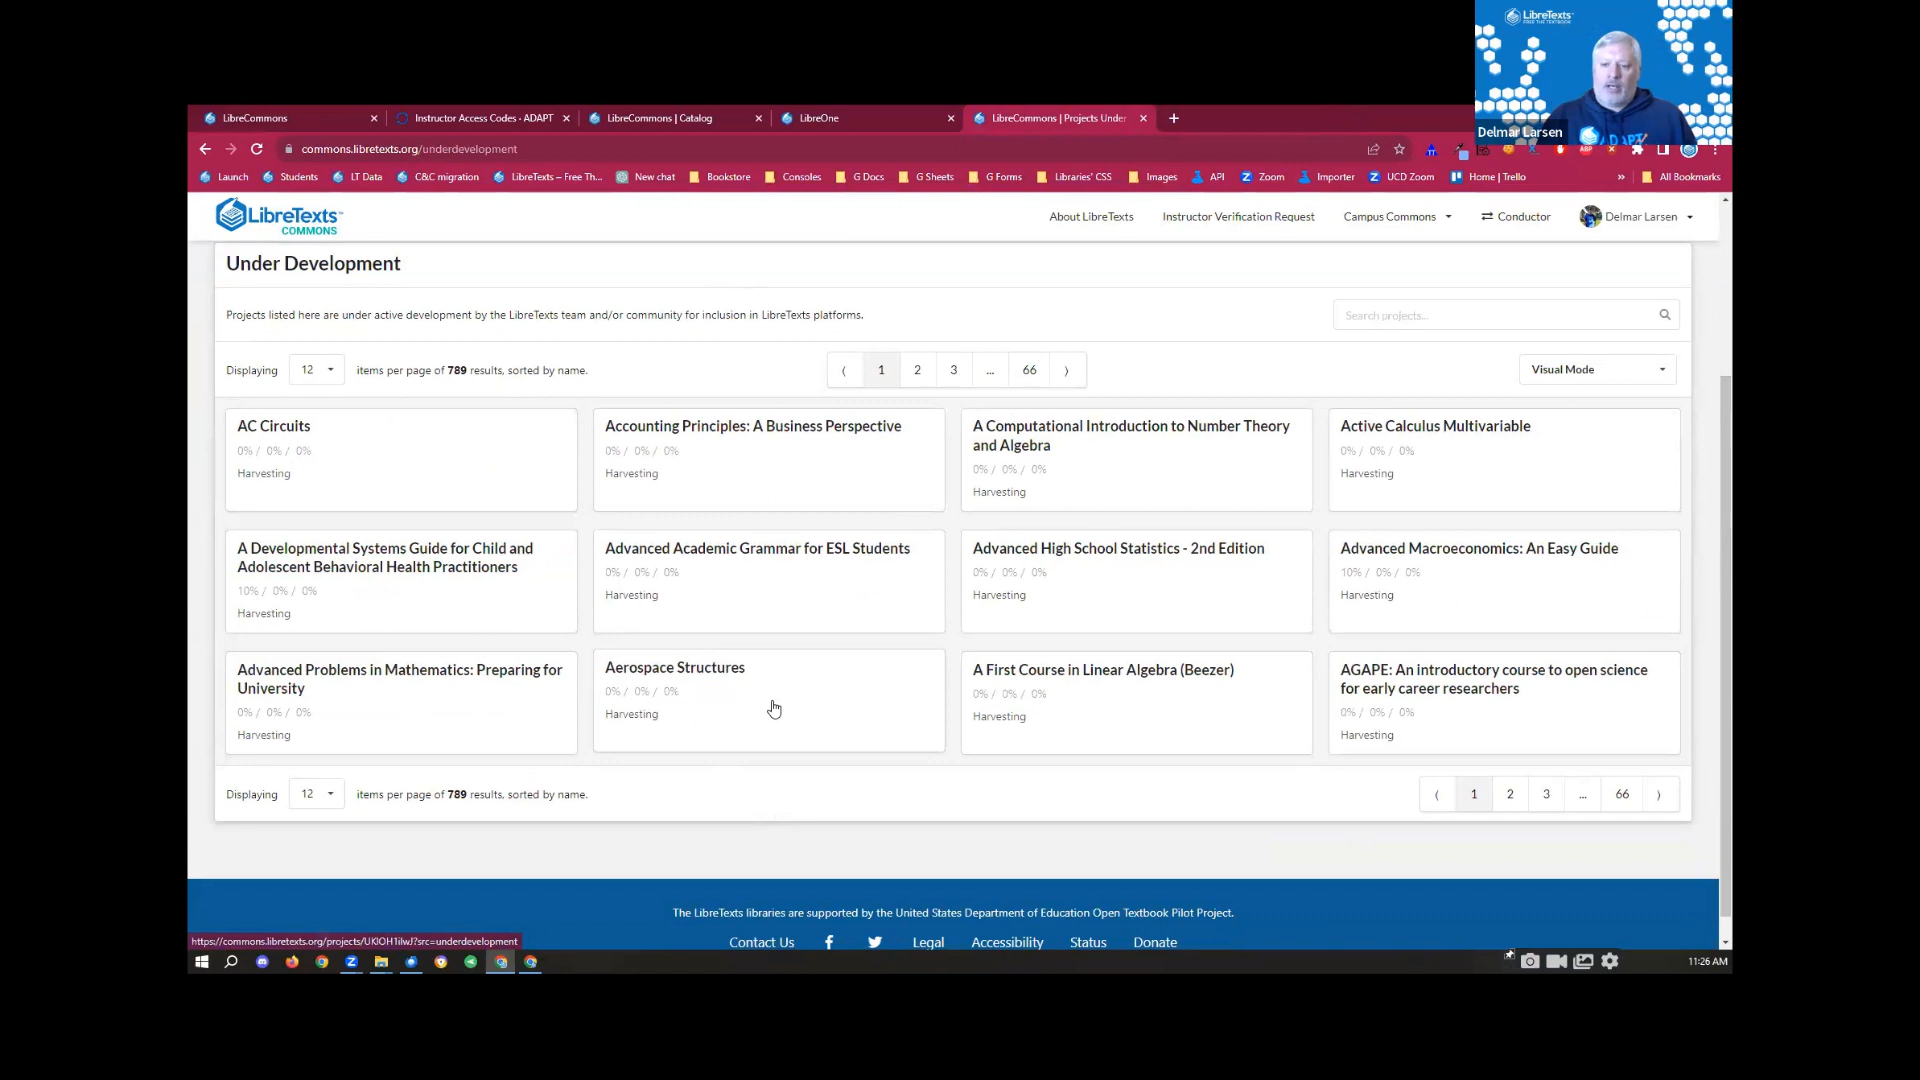 LibreTexts
FREE THE TEXTBOOK
Delmar Larsen
LibreCommons
Instructor Access Codes - ADAPT
LibreCommons | Catalog
LibreOne
LibreCommons | Projects Under
commons.libretexts.org/underdevelopment
Launch
Students
LT Data
C&C migration
LibreTexts – Free Th...
New chat
Bookstore
Consoles
G Docs
G Sheets
G Forms
Libraries' CSS
Images
API
Zoom
Importer
UCD Zoom
Home | Trello
»
All Bookmarks
LibreTexts™
COMMONS
About LibreTexts
Instructor Verification Request
Campus Commons
Conductor
Delmar Larsen
Under Development
Projects listed here are under active development by the LibreTexts team and/or community for inclusion in LibreTexts platforms.
Search projects...
Displaying 12 items per page of 789 results, sorted by name.
⟨ 1 2 3 ... 66 ⟩
Visual Mode
AC Circuits
0% / 0% / 0%
Harvesting
Accounting Principles: A Business Perspective
0% / 0% / 0%
Harvesting
A Computational Introduction to Number Theory
and Algebra
0% / 0% / 0%
Harvesting
Active Calculus Multivariable
0% / 0% / 0%
Harvesting
A Developmental Systems Guide for Child and
Adolescent Behavioral Health Practitioners
10% / 0% / 0%
Harvesting
Advanced Academic Grammar for ESL Students
0% / 0% / 0%
Harvesting
Advanced High School Statistics - 2nd Edition
0% / 0% / 0%
Harvesting
Advanced Macroeconomics: An Easy Guide
10% / 0% / 0%
Harvesting
Advanced Problems in Mathematics: Preparing for
University
0% / 0% / 0%
Harvesting
Aerospace Structures
0% / 0% / 0%
Harvesting
A First Course in Linear Algebra (Beezer)
0% / 0% / 0%
Harvesting
AGAPE: An introductory course to open science
for early career researchers
0% / 0% / 0%
Harvesting
Displaying 12 items per page of 789 results, sorted by name.
⟨ 1 2 3 ... 66 ⟩
The LibreTexts libraries are supported by the United States Department of Education Open Textbook Pilot Project.
Contact Us
Legal
Accessibility
Status
Donate
11:26 AM